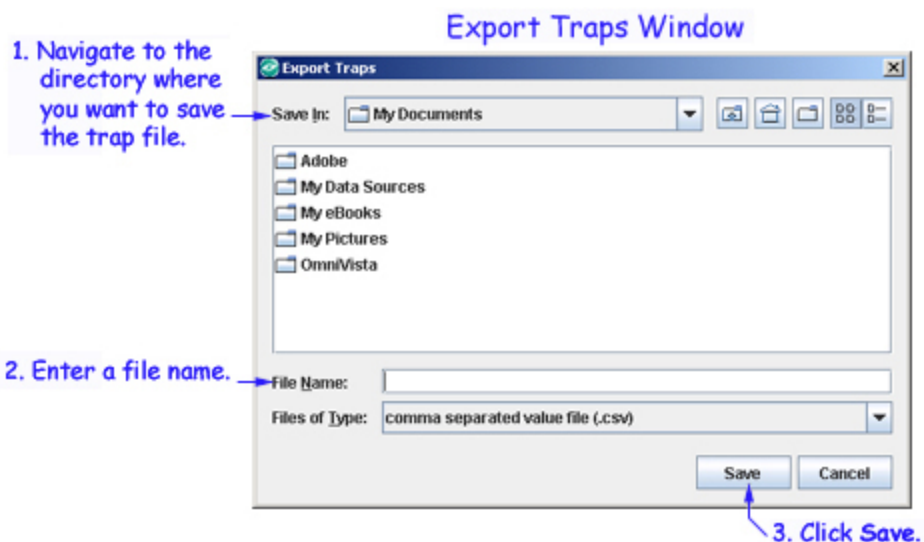 Export Traps Window
1. Navigate to the
directory where
you want to save
the trap file.
Export Traps
Save In: My Documents
Adobe
My Data Sources
My eBooks
My Pictures
OmniVista
2. Enter a file name.
File Name:
Files of Type: comma separated value file (.csv)
Save Cancel
3. Click Save.